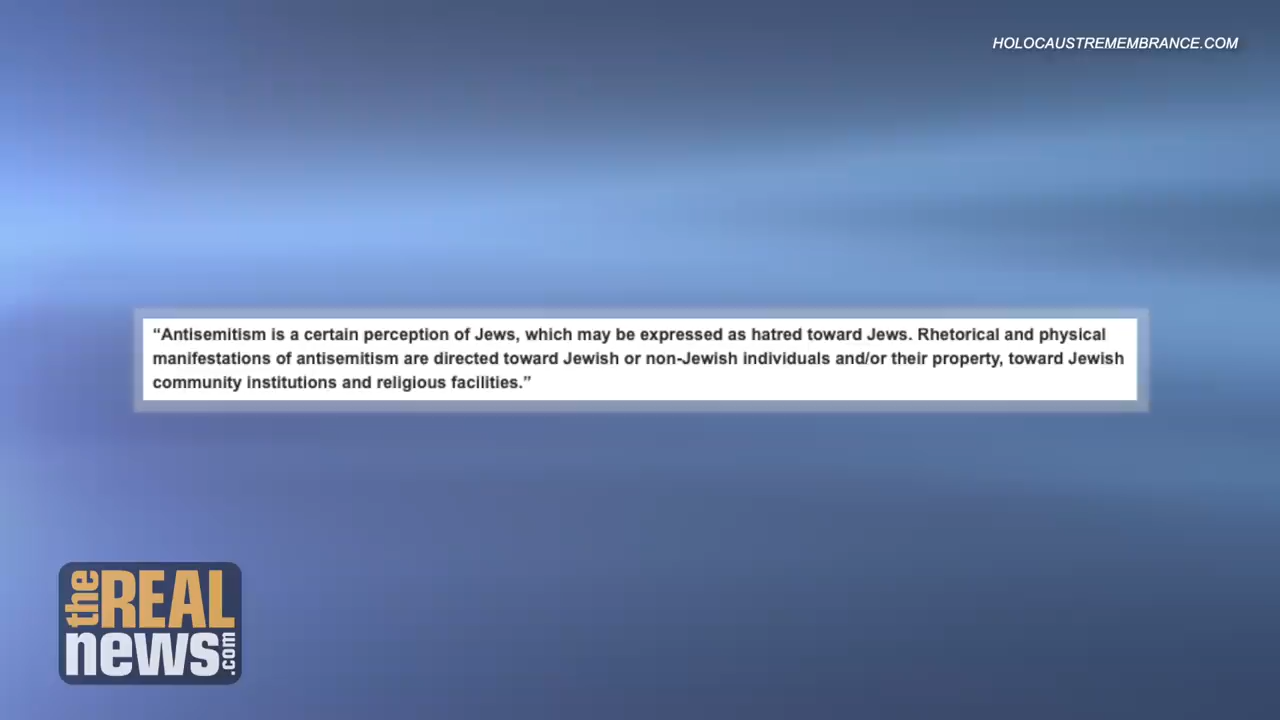 HOLOCAUSTREMEMBRANCE.COM
“Antisemitism is a certain perception of Jews, which may be expressed as hatred toward Jews. Rhetorical and physical
manifestations of antisemitism are directed toward Jewish or non-Jewish individuals and/or their property, toward Jewish
community institutions and religious facilities.”
the REAL
news.com